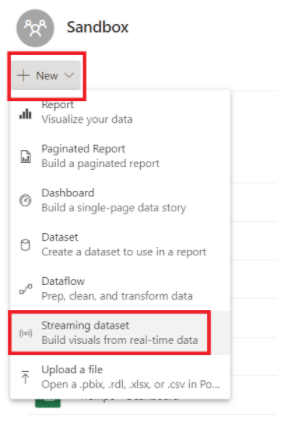 Sandbox
New
Report
Visualize your data
Paginated Report
Build a paginated report
Dashboard
Build a single-page data story
Dataset
Create a dataset to use in a report
Dataflow
Prep, clean, and transform data
Streaming dataset
Build visuals from real-time data
Upload a file
Open a .pbix, .rdl, .xlsx, or .csv in Po...